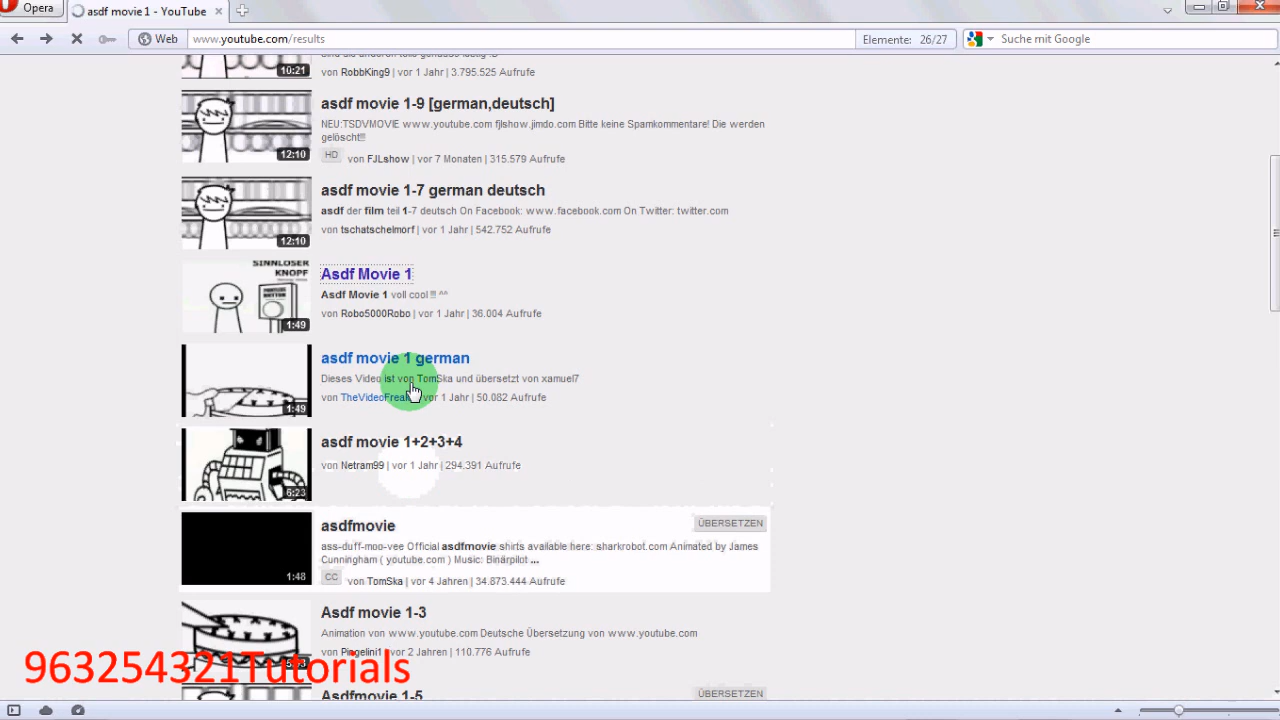 Opera
asdf movie 1 - YouTube
Web
www.youtube.com/results
Elemente: 26/27
Suche mit Google
10:21
von RobbKing9 | vor 1 Jahr | 3.795.525 Aufrufe
asdf movie 1-9 [german,deutsch]
NEU:TSDVMOVIE www.youtube.com fjlshow.jimdo.com Bitte keine Spamkommentare! Die werden
gelöscht!!!
12:10
HD von FJLshow | vor 7 Monaten | 315.579 Aufrufe
asdf movie 1-7 german deutsch
asdf der film teil 1-7 deutsch On Facebook: www.facebook.com On Twitter: twitter.com
von tschatschelmorf | vor 1 Jahr | 542.752 Aufrufe
12:10
SINNLOSER
KNOPF
Asdf Movie 1
Asdf Movie 1 voll cool !!! ^^
von Robo5000Robo | vor 1 Jahr | 36.004 Aufrufe
1:49
asdf movie 1 german
Dieses Video ist von TomSka und übersetzt von xamuel7
von vor 1 Jahr | 50.082 Aufrufe
1:49
asdf movie 1+2+3+4
von Netram99 | vor 1 Jahr | 294.391 Aufrufe
6:23
asdfmovie
ÜBERSETZEN
ass-duff-moo-vee Official asdfmovie shirts available here: sharkrobot.com Animated by James
Cunningham ( youtube.com ) Music: Binärpilot ...
1:48
CC von TomSka | vor 4 Jahren | 34.873.444 Aufrufe
Asdf movie 1-3
Animation von www.youtube.com Deutsche Übersetzung von www.youtube.com
von Pingelini1 | vor 2 Jahren | 110.776 Aufrufe
963254321Tutorials
Asdfmovie 1-5
ÜBERSETZEN